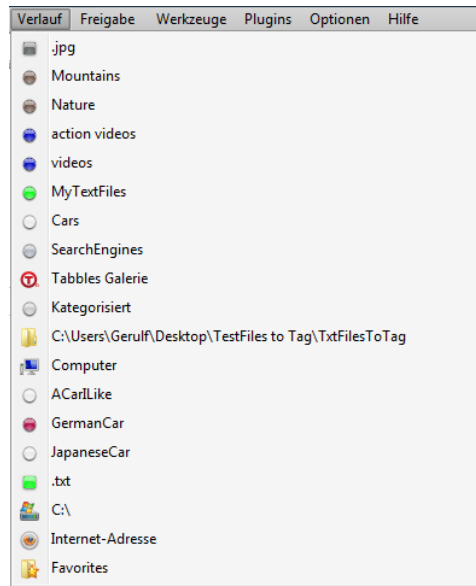 Verlauf Freigabe Werkzeuge Plugins Optionen Hilfe
.jpg
Mountains
Nature
action videos
videos
MyTextFiles
Cars
SearchEngines
Tabbles Galerie
Kategorisiert
C:\Users\Gerulf\Desktop\TestFiles to Tag\TxtFilesToTag
Computer
ACarILike
GermanCar
JapaneseCar
.txt
C:\
Internet-Adresse
Favorites